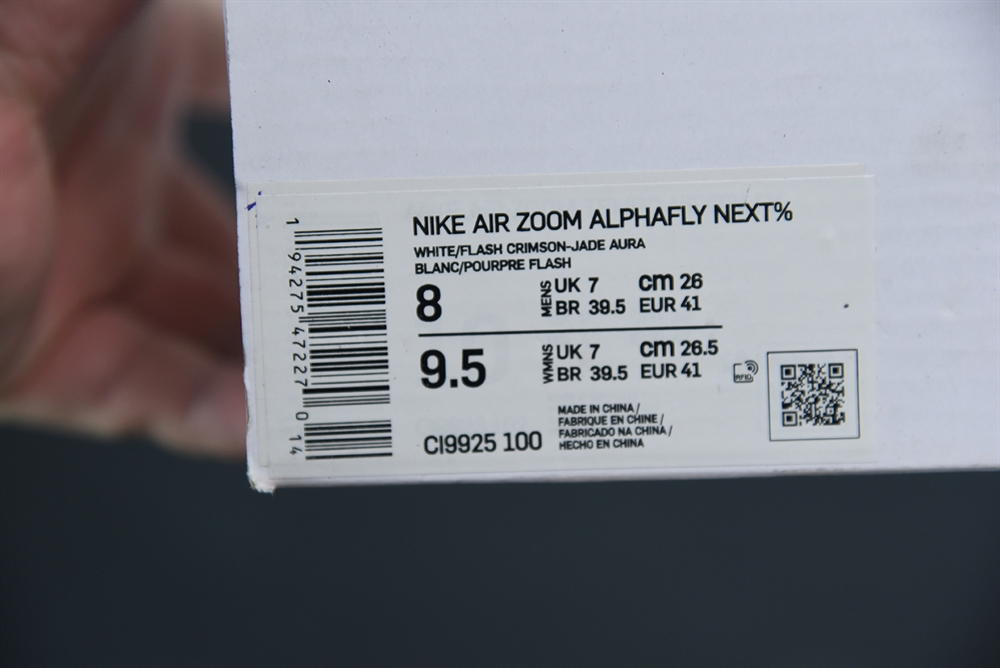 NIKE AIR ZOOM ALPHAFLY NEXT%
WHITE/FLASH CRIMSON-JADE AURA
BLANC/POURPRE FLASH
8
MENS
UK 7 cm 26
BR 39.5 EUR 41
9.5
WMNS
UK 7 cm 26.5
BR 39.5 EUR 41
RFID
CI9925 100
MADE IN CHINA /
FABRIQUE EN CHINE /
FABRICADO NA CHINA /
HECHO EN CHINA
1 94275 47227 0 14